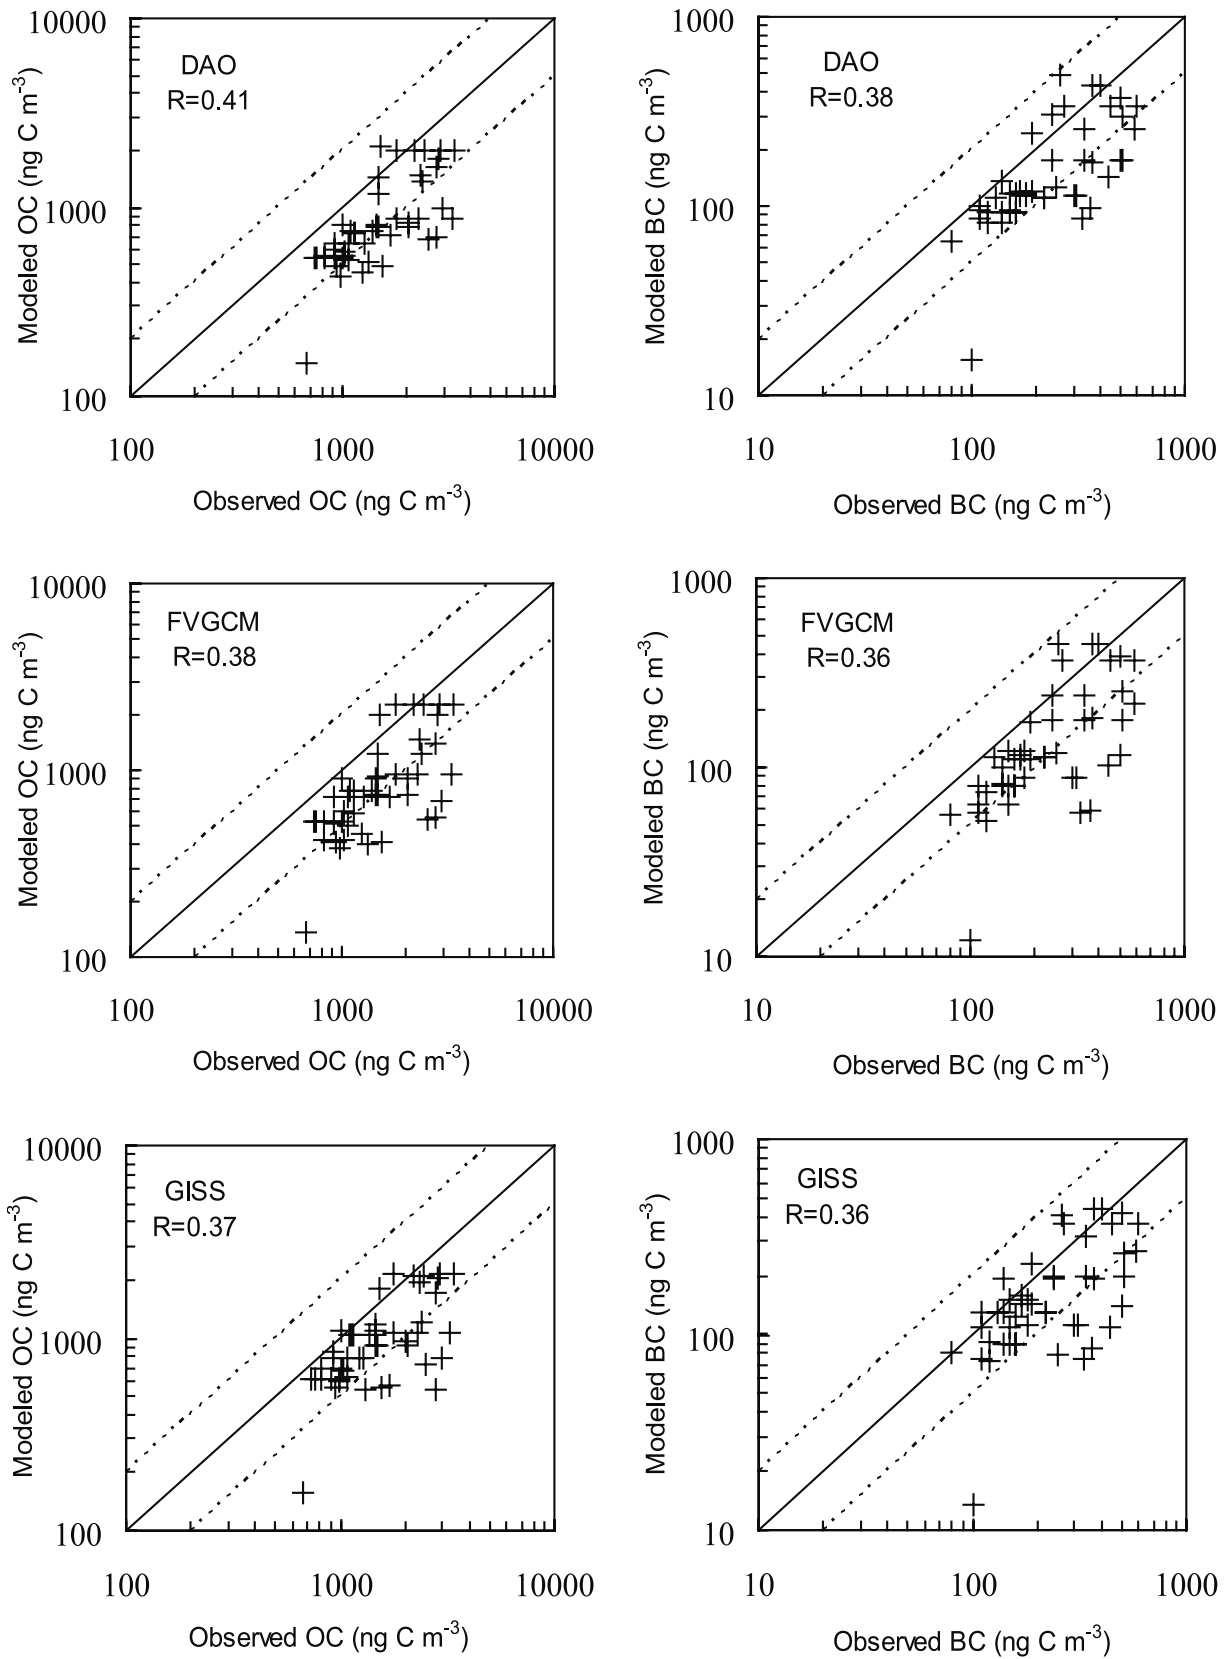 10000
DAO
R=0.41
1000
100
Modeled OC (ng C m-3)
100 1000 10000
Observed OC (ng C m-3)
1000
DAO
R=0.38
100
10
Modeled BC (ng C m-3)
10 100 1000
Observed BC (ng C m-3)
10000
FVGCM
R=0.38
1000
100
Modeled OC (ng C m-3)
100 1000 10000
Observed OC (ng C m-3)
1000
FVGCM
R=0.36
100
10
Modeled BC (ng C m-3)
10 100 1000
Observed BC (ng C m-3)
10000
GISS
R=0.37
1000
100
Modeled OC (ng C m-3)
100 1000 10000
Observed OC (ng C m-3)
1000
GISS
R=0.36
100
10
Modeled BC (ng C m-3)
10 100 1000
Observed BC (ng C m-3)